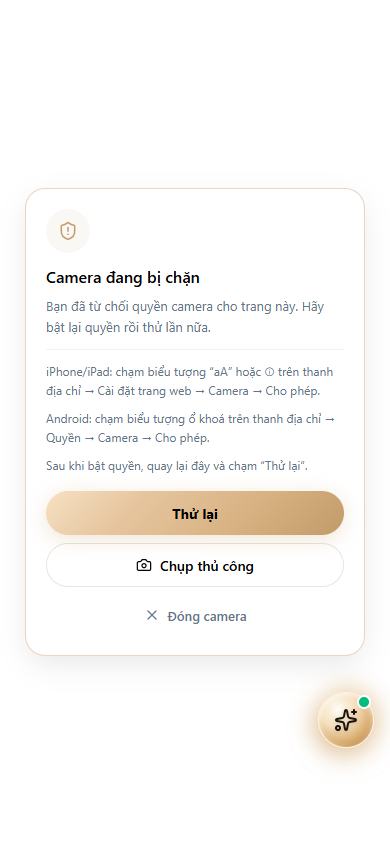 Camera đang bị chặn
Bạn đã từ chối quyền camera cho trang này. Hãy
bật lại quyền rồi thử lần nữa.
iPhone/iPad: chạm biểu tượng “aA” hoặc ⓘ trên thanh
địa chỉ → Cài đặt trang web → Camera → Cho phép.
Android: chạm biểu tượng ổ khoá trên thanh địa chỉ →
Quyền → Camera → Cho phép.
Sau khi bật quyền, quay lại đây và chạm “Thử lại”.
Thử lại
Chụp thủ công
Đóng camera